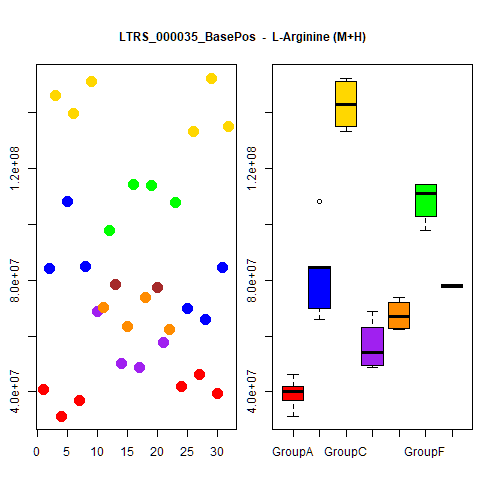 LTRS_000035_BasePos - L-Arginine (M+H)
1.2e+08
8.0e+07
4.0e+07
0 5 10 15 20 25 30
1.2e+08
8.0e+07
4.0e+07
GroupA GroupC GroupF